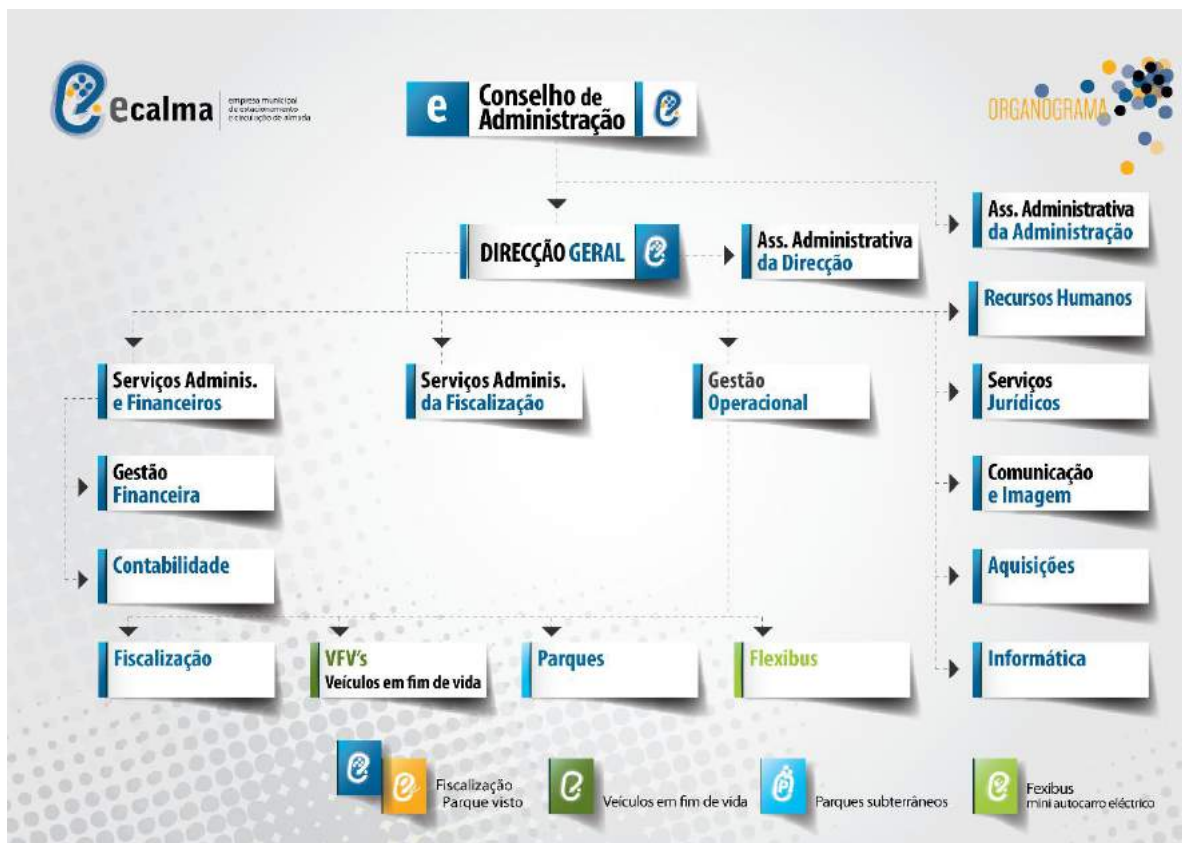 ecalma
empresa municipal
de estacionamento
e circulação de almada
e
Conselho de
Administração
ORGANOGRAMA
DIRECÇÃO GERAL
Ass. Administrativa
da Direcção
Ass. Administrativa
da Administração
Recursos Humanos
Serviços Adminis.
e Financeiros
Serviços Adminis.
da Fiscalização
Gestão
Operacional
Serviços
Jurídicos
Gestão
Financeira
Comunicação
e Imagem
Contabilidade
Aquisições
Fiscalização
VFV's
Veículos em fim de vida
Parques
Flexibus
Informática
Fiscalização
Parque visto
Veículos em fim de vida
P
Parques subterrâneos
Fexibus
mini autocarro eléctrico